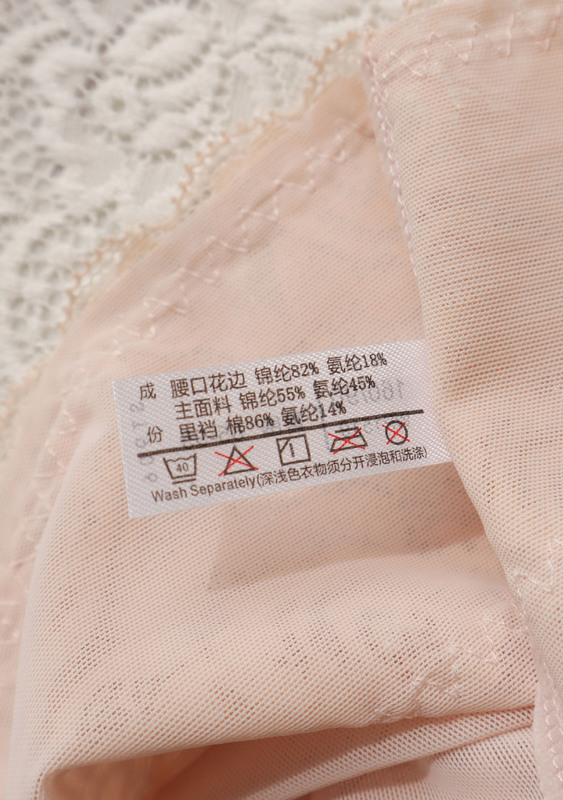 成 腰口花边 锦纶82% 氨纶18%
主面料 锦纶55% 氨纶45%
份 里裆 棉86% 氨纶14%
40
Wash Separately(深浅色衣物须分开浸泡和洗涤)